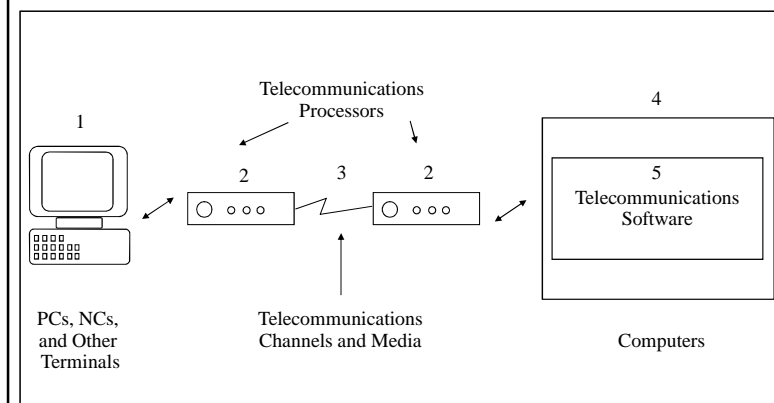 Telecommunications
Processors
1
4
2
3
2
5
Telecommunications
Software
PCs, NCs,
and Other
Terminals
Telecommunications
Channels and Media
Computers